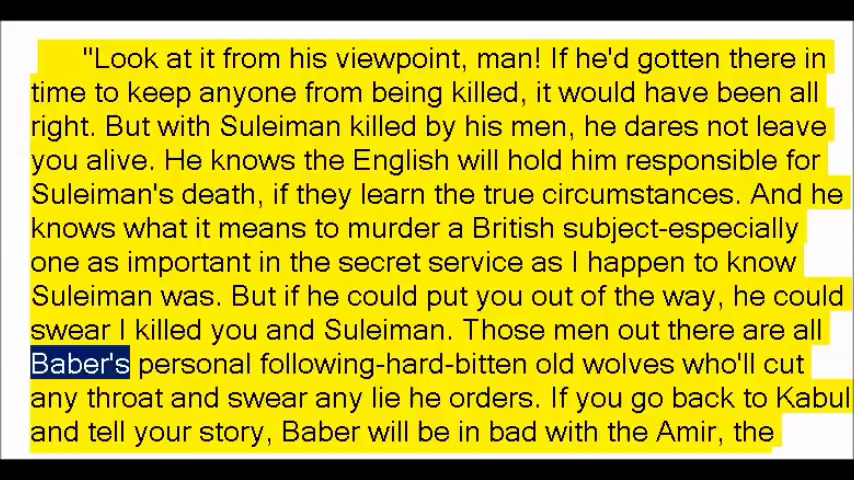 "Look at it from his viewpoint, man! If he'd gotten there in
time to keep anyone from being killed, it would have been all
right. But with Suleiman killed by his men, he dares not leave
you alive. He knows the English will hold him responsible for
Suleiman's death, if they learn the true circumstances. And he
knows what it means to murder a British subject-especially
one as important in the secret service as I happen to know
Suleiman was. But if he could put you out of the way, he could
swear I killed you and Suleiman. Those men out there are all
Baber's personal following-hard-bitten old wolves who'll cut
any throat and swear any lie he orders. If you go back to Kabul
and tell your story, Baber will be in bad with the Amir, the